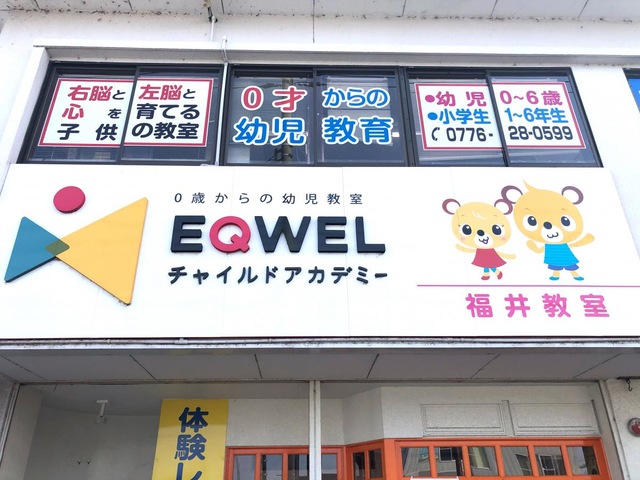 右脳と
心を
子供
左脳と
育てる
の教室
0才からの
幼児教育
●幼児 0~6歳
●小学生 1~6年生
✆0776-28-0599
0歳からの幼児教室
EQWEL
チャイルドアカデミー
福井教室
体験レ